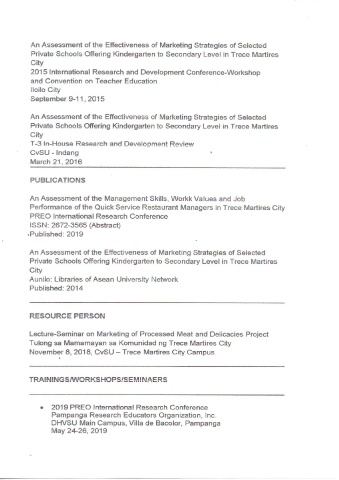 An Assessment of the Effectiveness of Marketing Strategies of Selected
Private Schools Offering Kindergarten to Secondary Level in Trece Martires
City
2015 International Research and Development Conference-Workshop
and Convention on Teacher Education
Iloilo City
September 9-11, 2015
An Assessment of the Effectiveness of Marketing Strategies of Selected
Private Schools Offering Kindergarten to Secondary Level in Trece Martires
City
T-3 In-House Research and Development Review
CvSU - Indang
March 21, 2016
PUBLICATIONS
An Assessment of the Management Skills, Workk Values and Job
Performance of the Quick Service Restaurant Managers in Trece Martires City
PREO International Research Conference
ISSN: 2672-3565 (Abstract)
Published: 2019
An Assessment of the Effectiveness of Marketing Strategies of Selected
Private Schools Offering Kindergarten to Secondary Level in Trece Martires
City
Aunilo: Libraries of Asean University Network
Published: 2014
RESOURCE PERSON
Lecture-Seminar on Marketing of Processed Meat and Delicacies Project
Tulong sa Mamamayan sa Komunidad ng Trece Martires City
November 8, 2018, CvSU – Trece Martires City Campus
TRAININGS/WORKSHOPS/SEMINAERS
• 2019 PREO International Research Conference
Pampanga Research Educators Organization, Inc.
DHVSU Main Campus, Villa de Bacolor, Pampanga
May 24-26, 2019